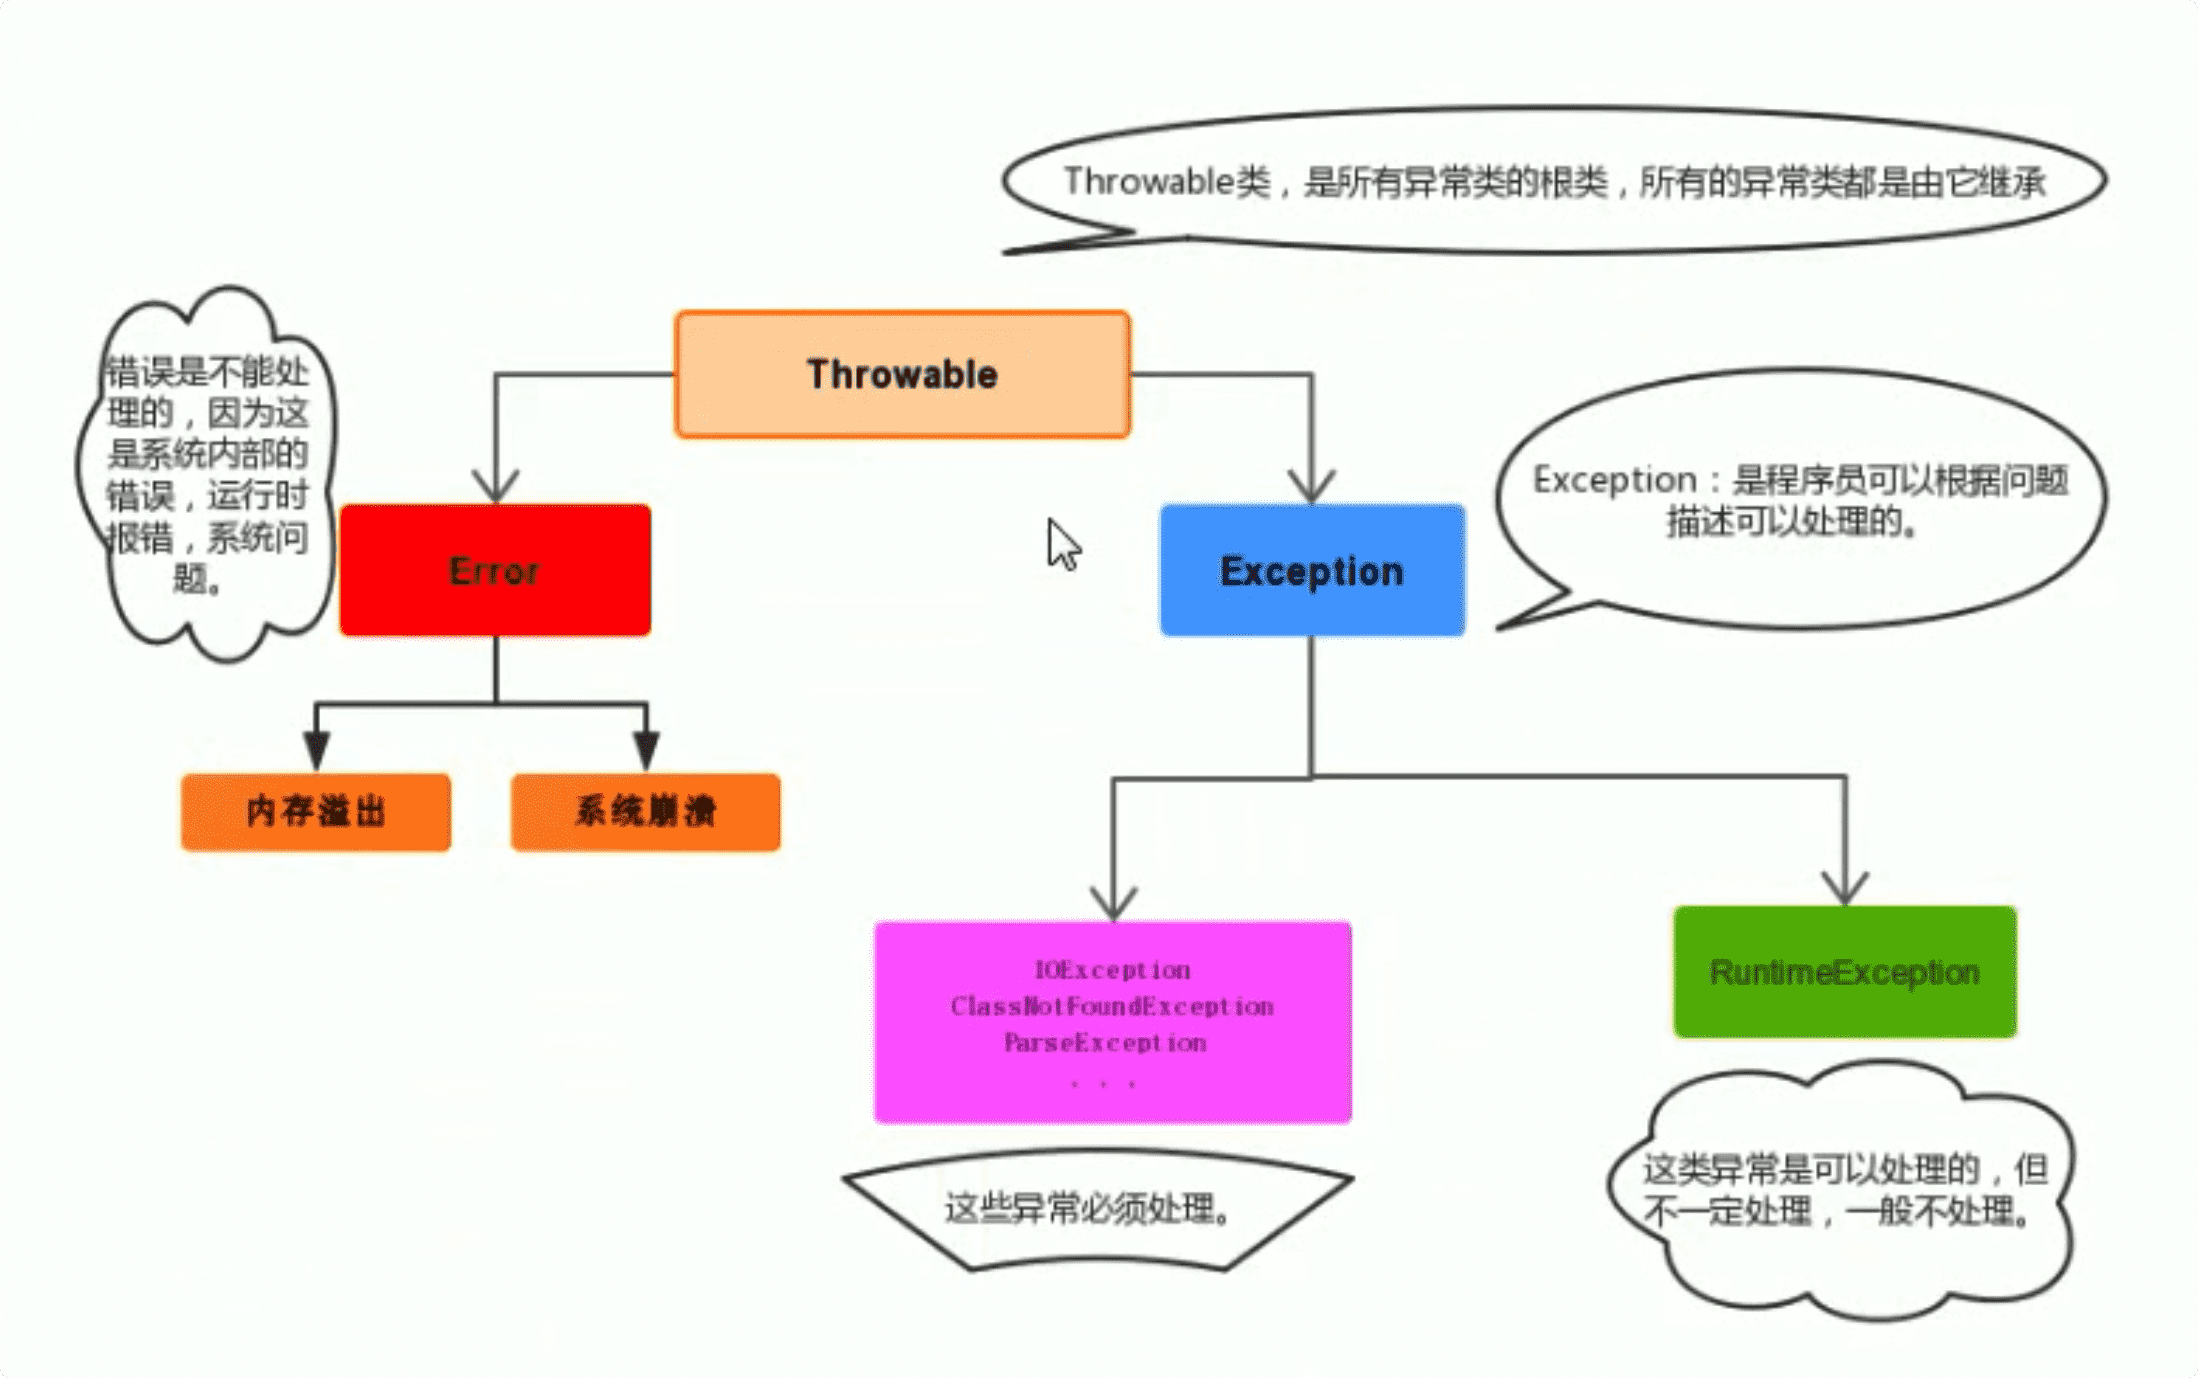 Throwable类，是所有异常类的根类，所有的异常类都是由它继承
Throwable
错误是不能处
理的，因为这
是系统内部的
错误，运行时
报错，系统问
题。
Error
Exception
Exception：是程序员可以根据问题
描述可以处理的。
内存溢出
系统崩溃
IOException
ClassNotFoundException
ParseException
. . .
RuntimeException
这些异常必须处理。
这类异常是可以处理的，但
不一定处理，一般不处理。